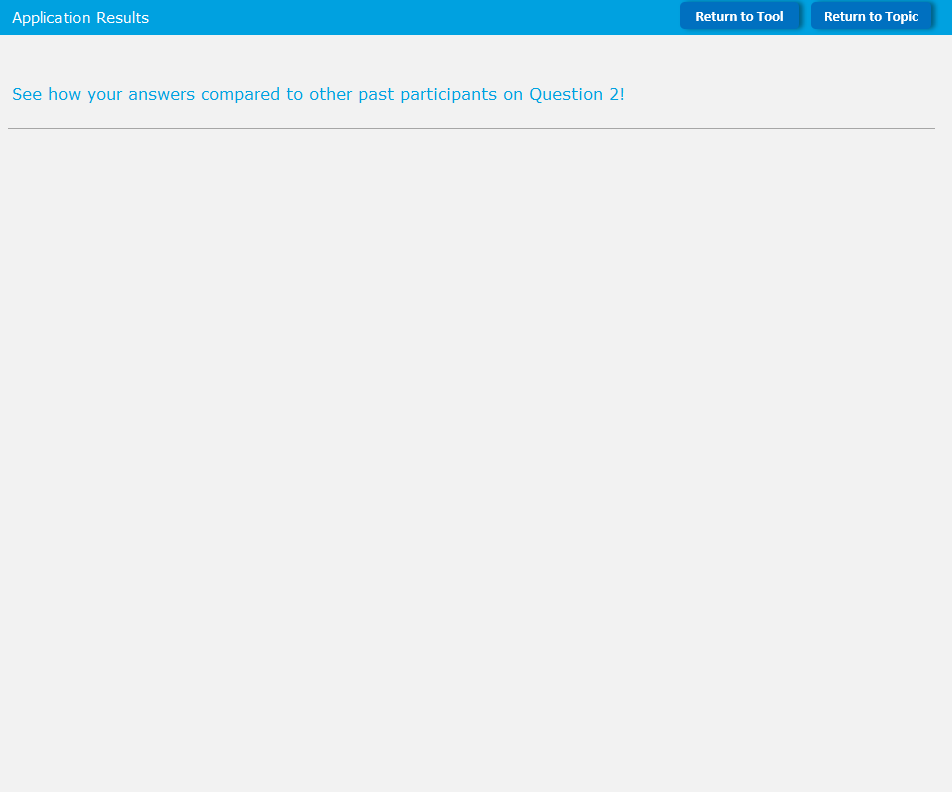 Application Results
Return to Tool
Return to Topic
See how your answers compared to other past participants on Question 2!